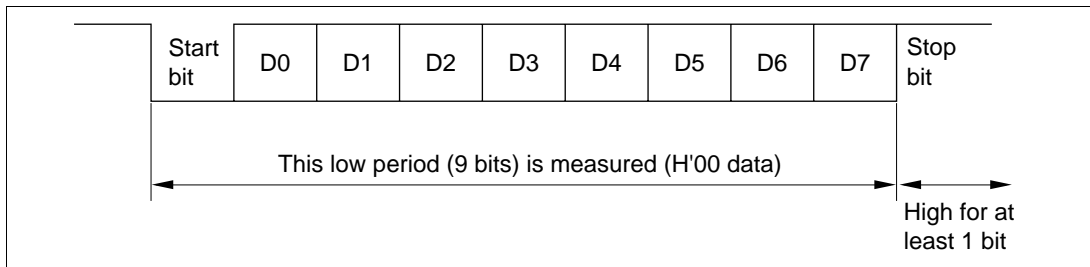 Start bit
D0 D1 D2 D3 D4 D5 D6 D7
Stop bit
This low period (9 bits) is measured (H'00 data)
High for at least 1 bit